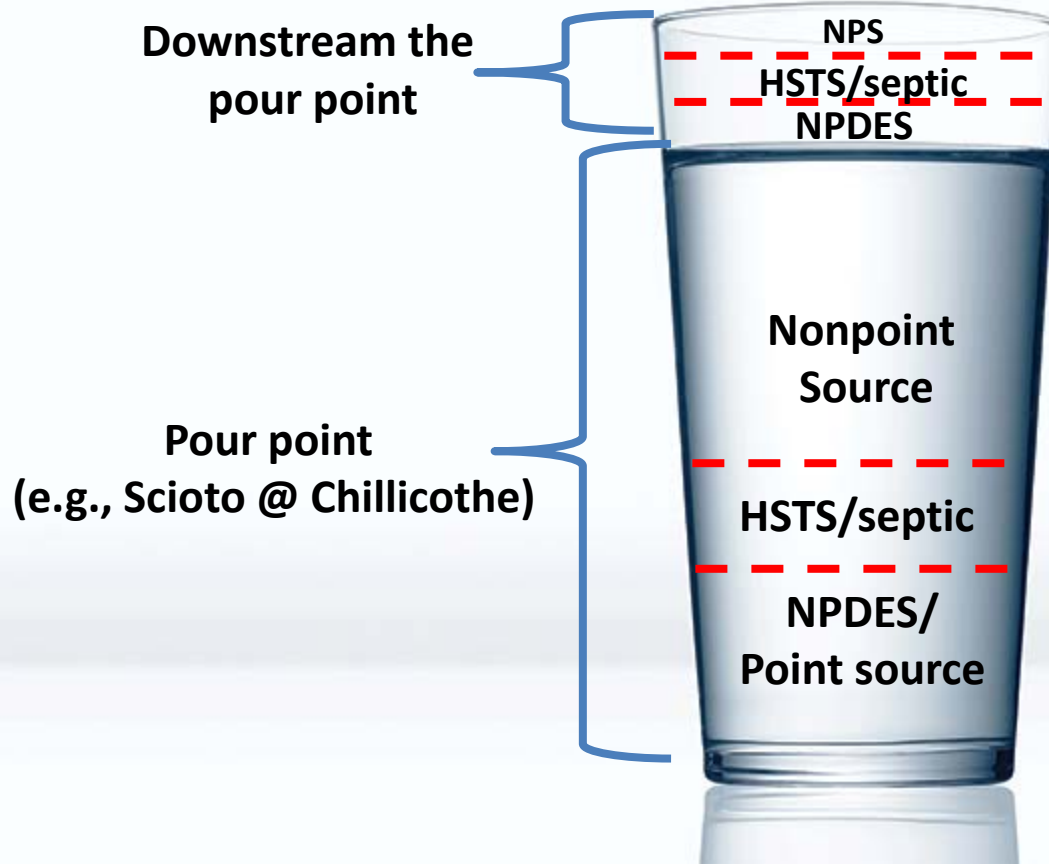 Downstream the
pour point
NPS
HSTS/septic
NPDES
Pour point
(e.g., Scioto @ Chillicothe)
Nonpoint
Source
HSTS/septic
NPDES/
Point source